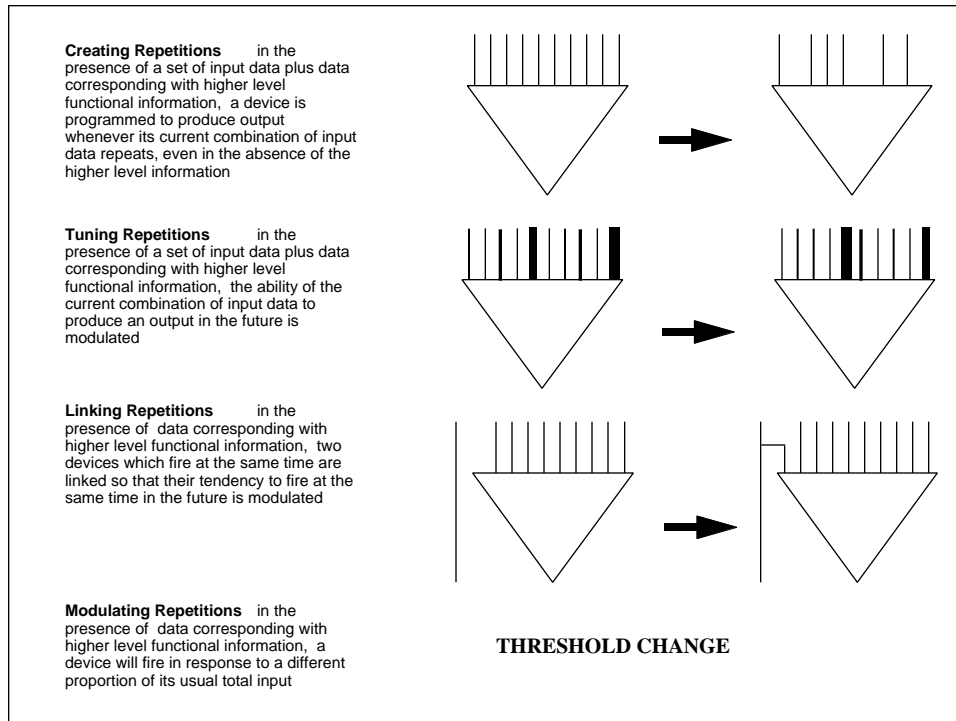 Creating Repetitions in the
presence of a set of input data plus data
corresponding with higher level
functional information, a device is
programmed to produce output
whenever its current combination of input
data repeats, even in the absence of the
higher level information
Tuning Repetitions in the
presence of a set of input data plus data
corresponding with higher level
functional information, the ability of the
current combination of input data to
produce an output in the future is
modulated
Linking Repetitions in the
presence of data corresponding with
higher level functional information, two
devices which fire at the same time are
linked so that their tendency to fire at the
same time in the future is modulated
Modulating Repetitions in the
presence of data corresponding with
higher level functional information, a
device will fire in response to a different
proportion of its usual total input
THRESHOLD CHANGE